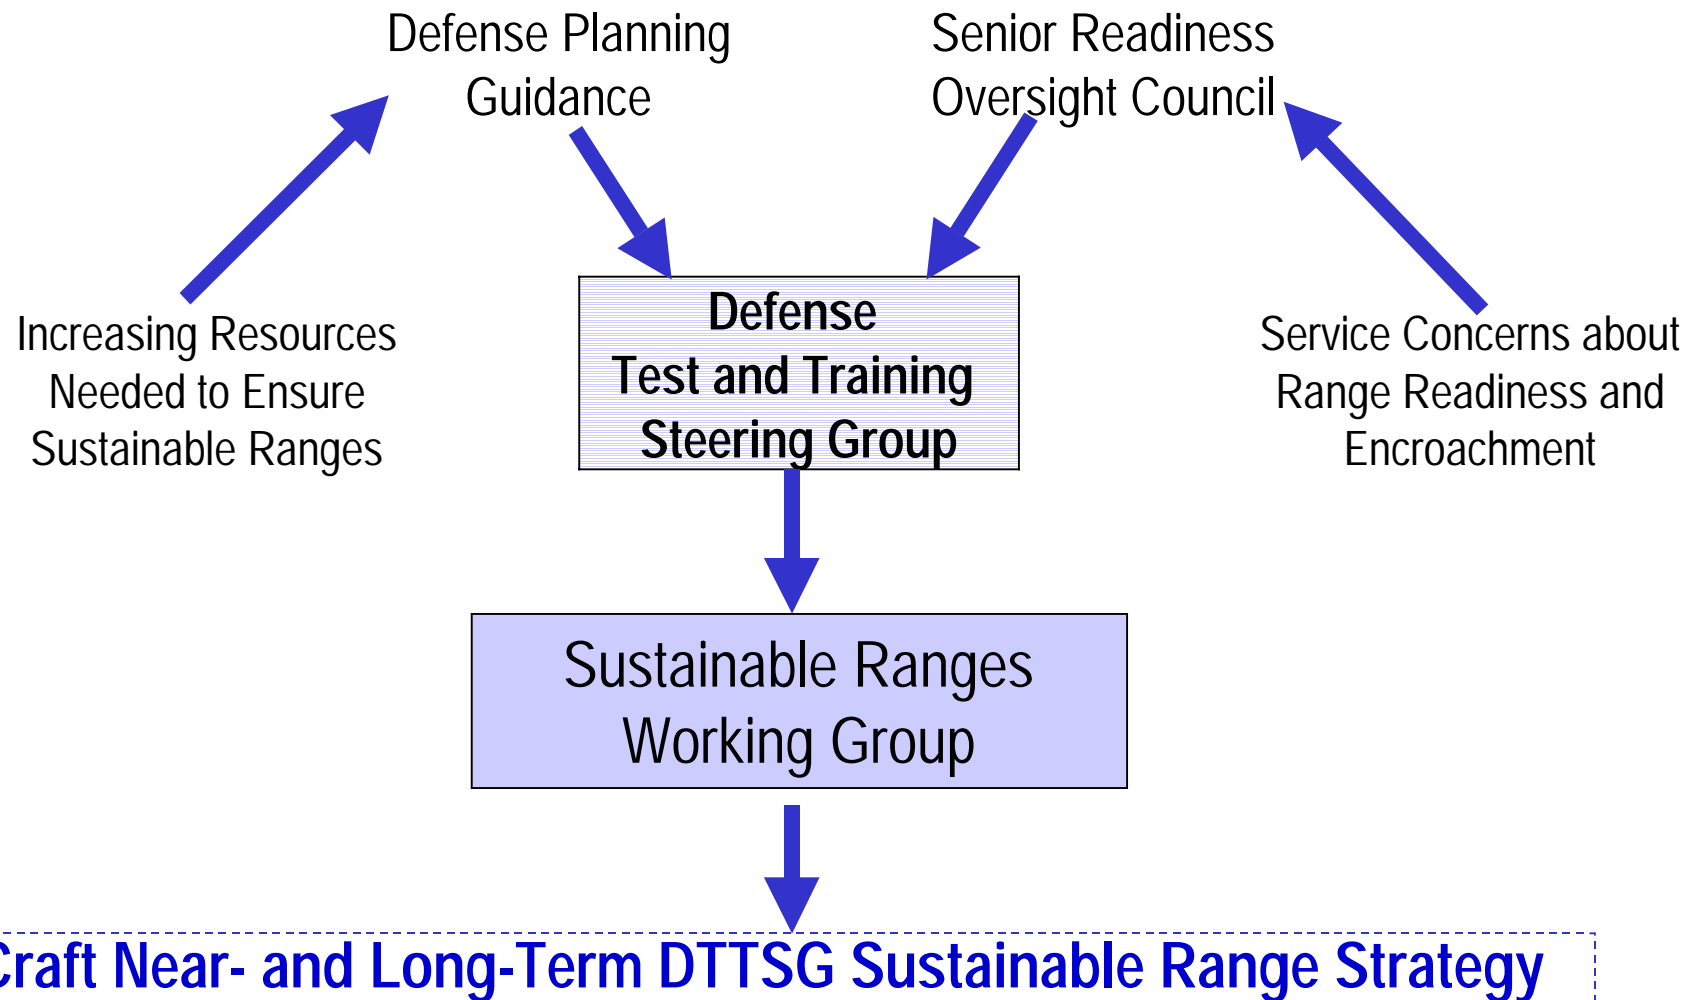 Defense Planning
Guidance
Senior Readiness
Oversight Council
Increasing Resources
Needed to Ensure
Sustainable Ranges
Defense
Test and Training
Steering Group
Service Concerns about
Range Readiness and
Encroachment
Sustainable Ranges
Working Group
Craft Near- and Long-Term DTTSG Sustainable Range Strategy